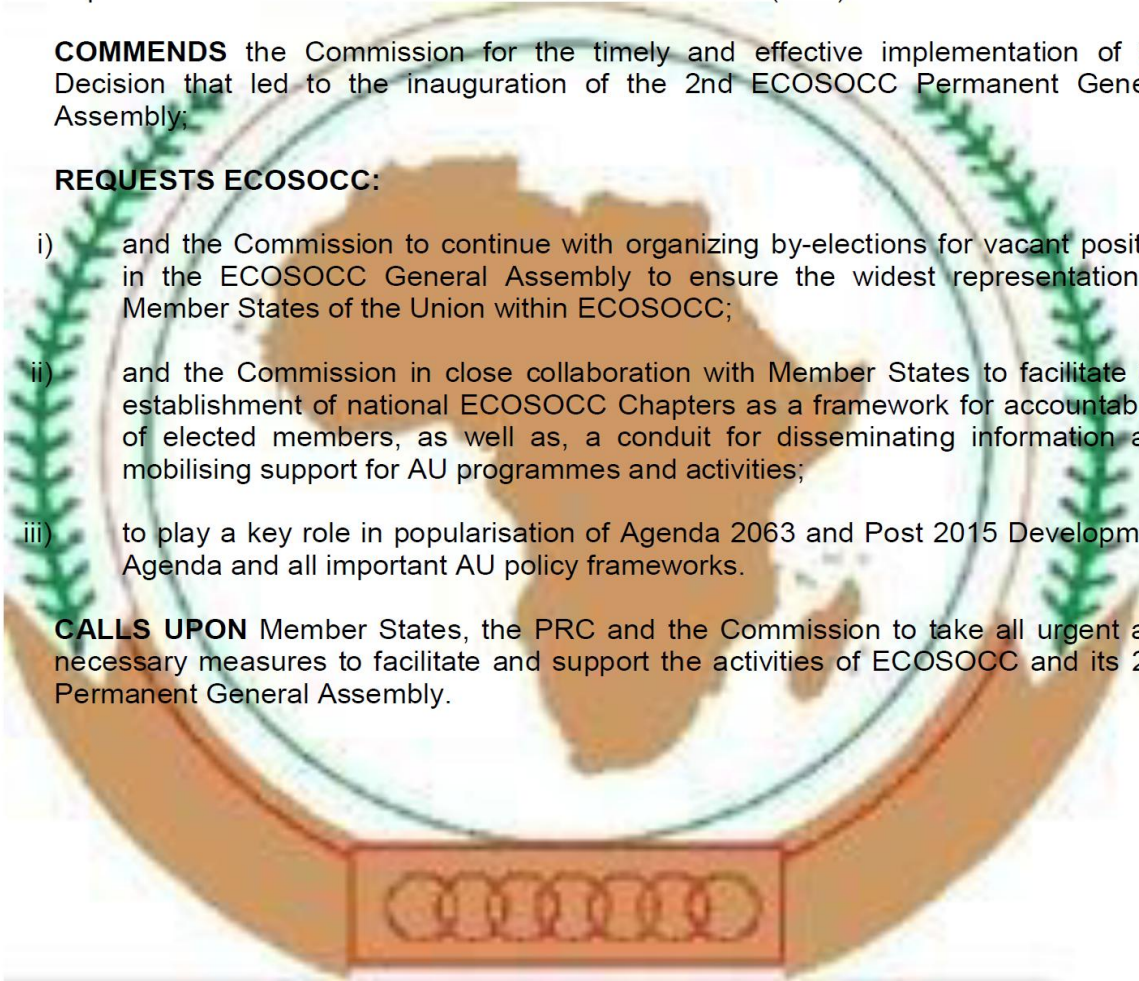 COMMENDS the Commission for the timely and effective implementation of
Decision that led to the inauguration of the 2nd ECOSOCC Permanent Gene
Assembly;
REQUESTS ECOSOCC:
i) and the Commission to continue with organizing by-elections for vacant posit
in the ECOSOCC General Assembly to ensure the widest representation
Member States of the Union within ECOSOCC;
ii) and the Commission in close collaboration with Member States to facilitate
establishment of national ECOSOCC Chapters as a framework for accountab
of elected members, as well as, a conduit for disseminating information a
mobilising support for AU programmes and activities;
iii) to play a key role in popularisation of Agenda 2063 and Post 2015 Developm
Agenda and all important AU policy frameworks.
CALLS UPON Member States, the PRC and the Commission to take all urgent a
necessary measures to facilitate and support the activities of ECOSOCC and its 2
Permanent General Assembly.